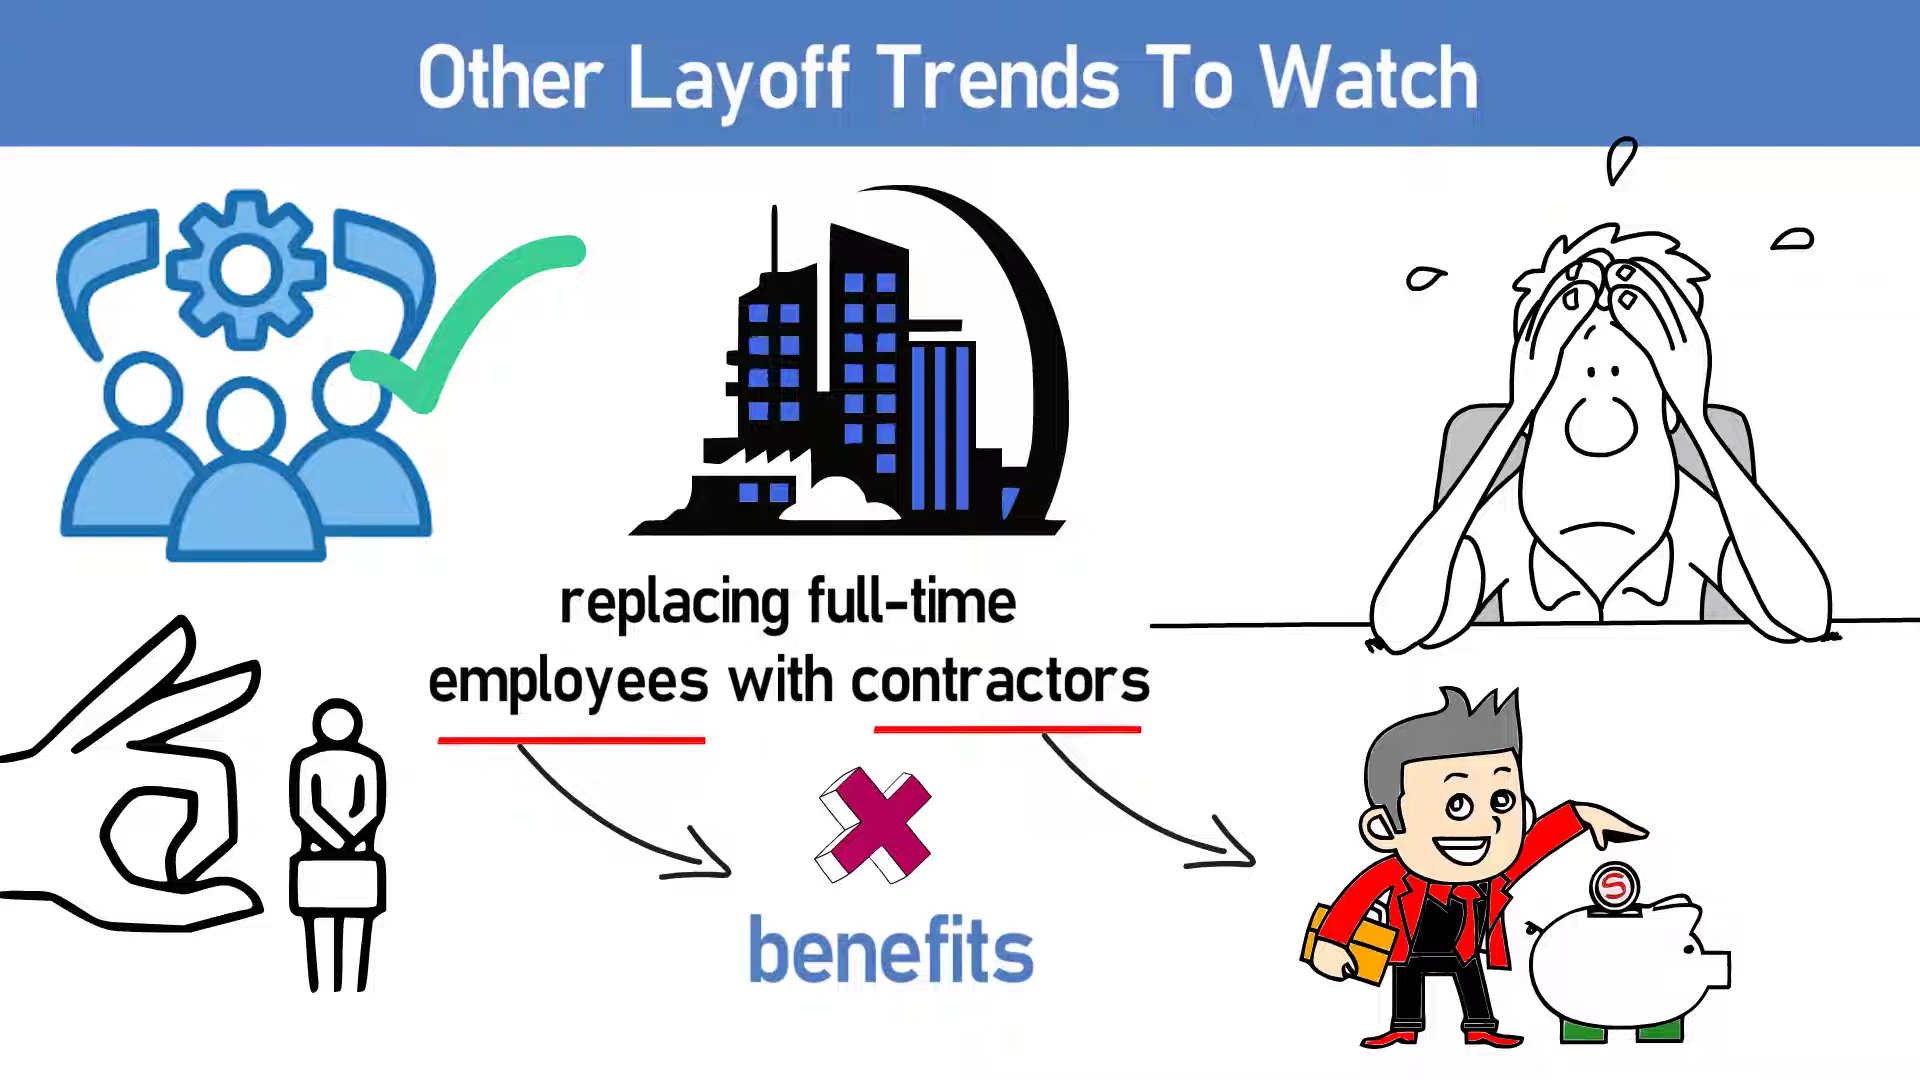 Other Layoff Trends To Watch
replacing full-time
employees with contractors
benefits
S